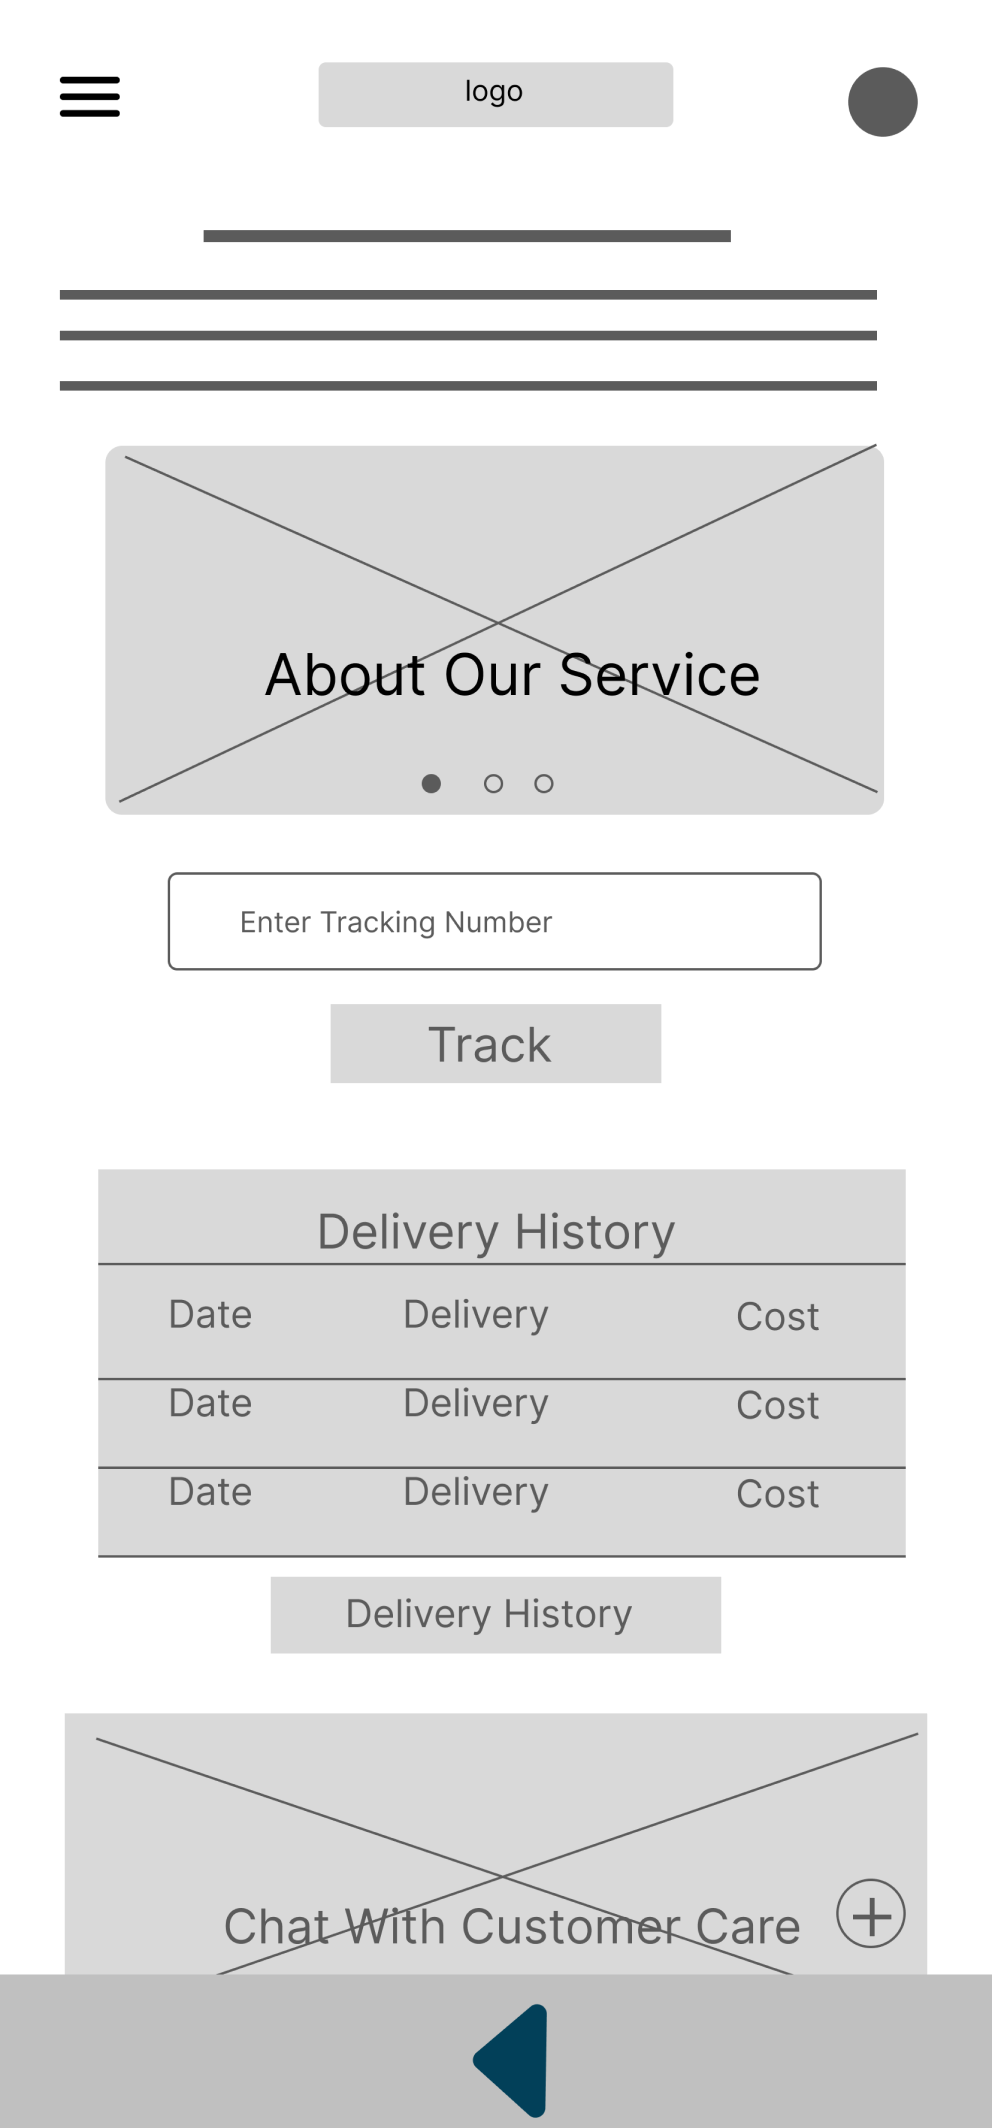 logo
About Our Service
Enter Tracking Number
Track
Delivery History
Date Delivery Cost
Date Delivery Cost
Date Delivery Cost
Delivery History
Chat With Customer Care